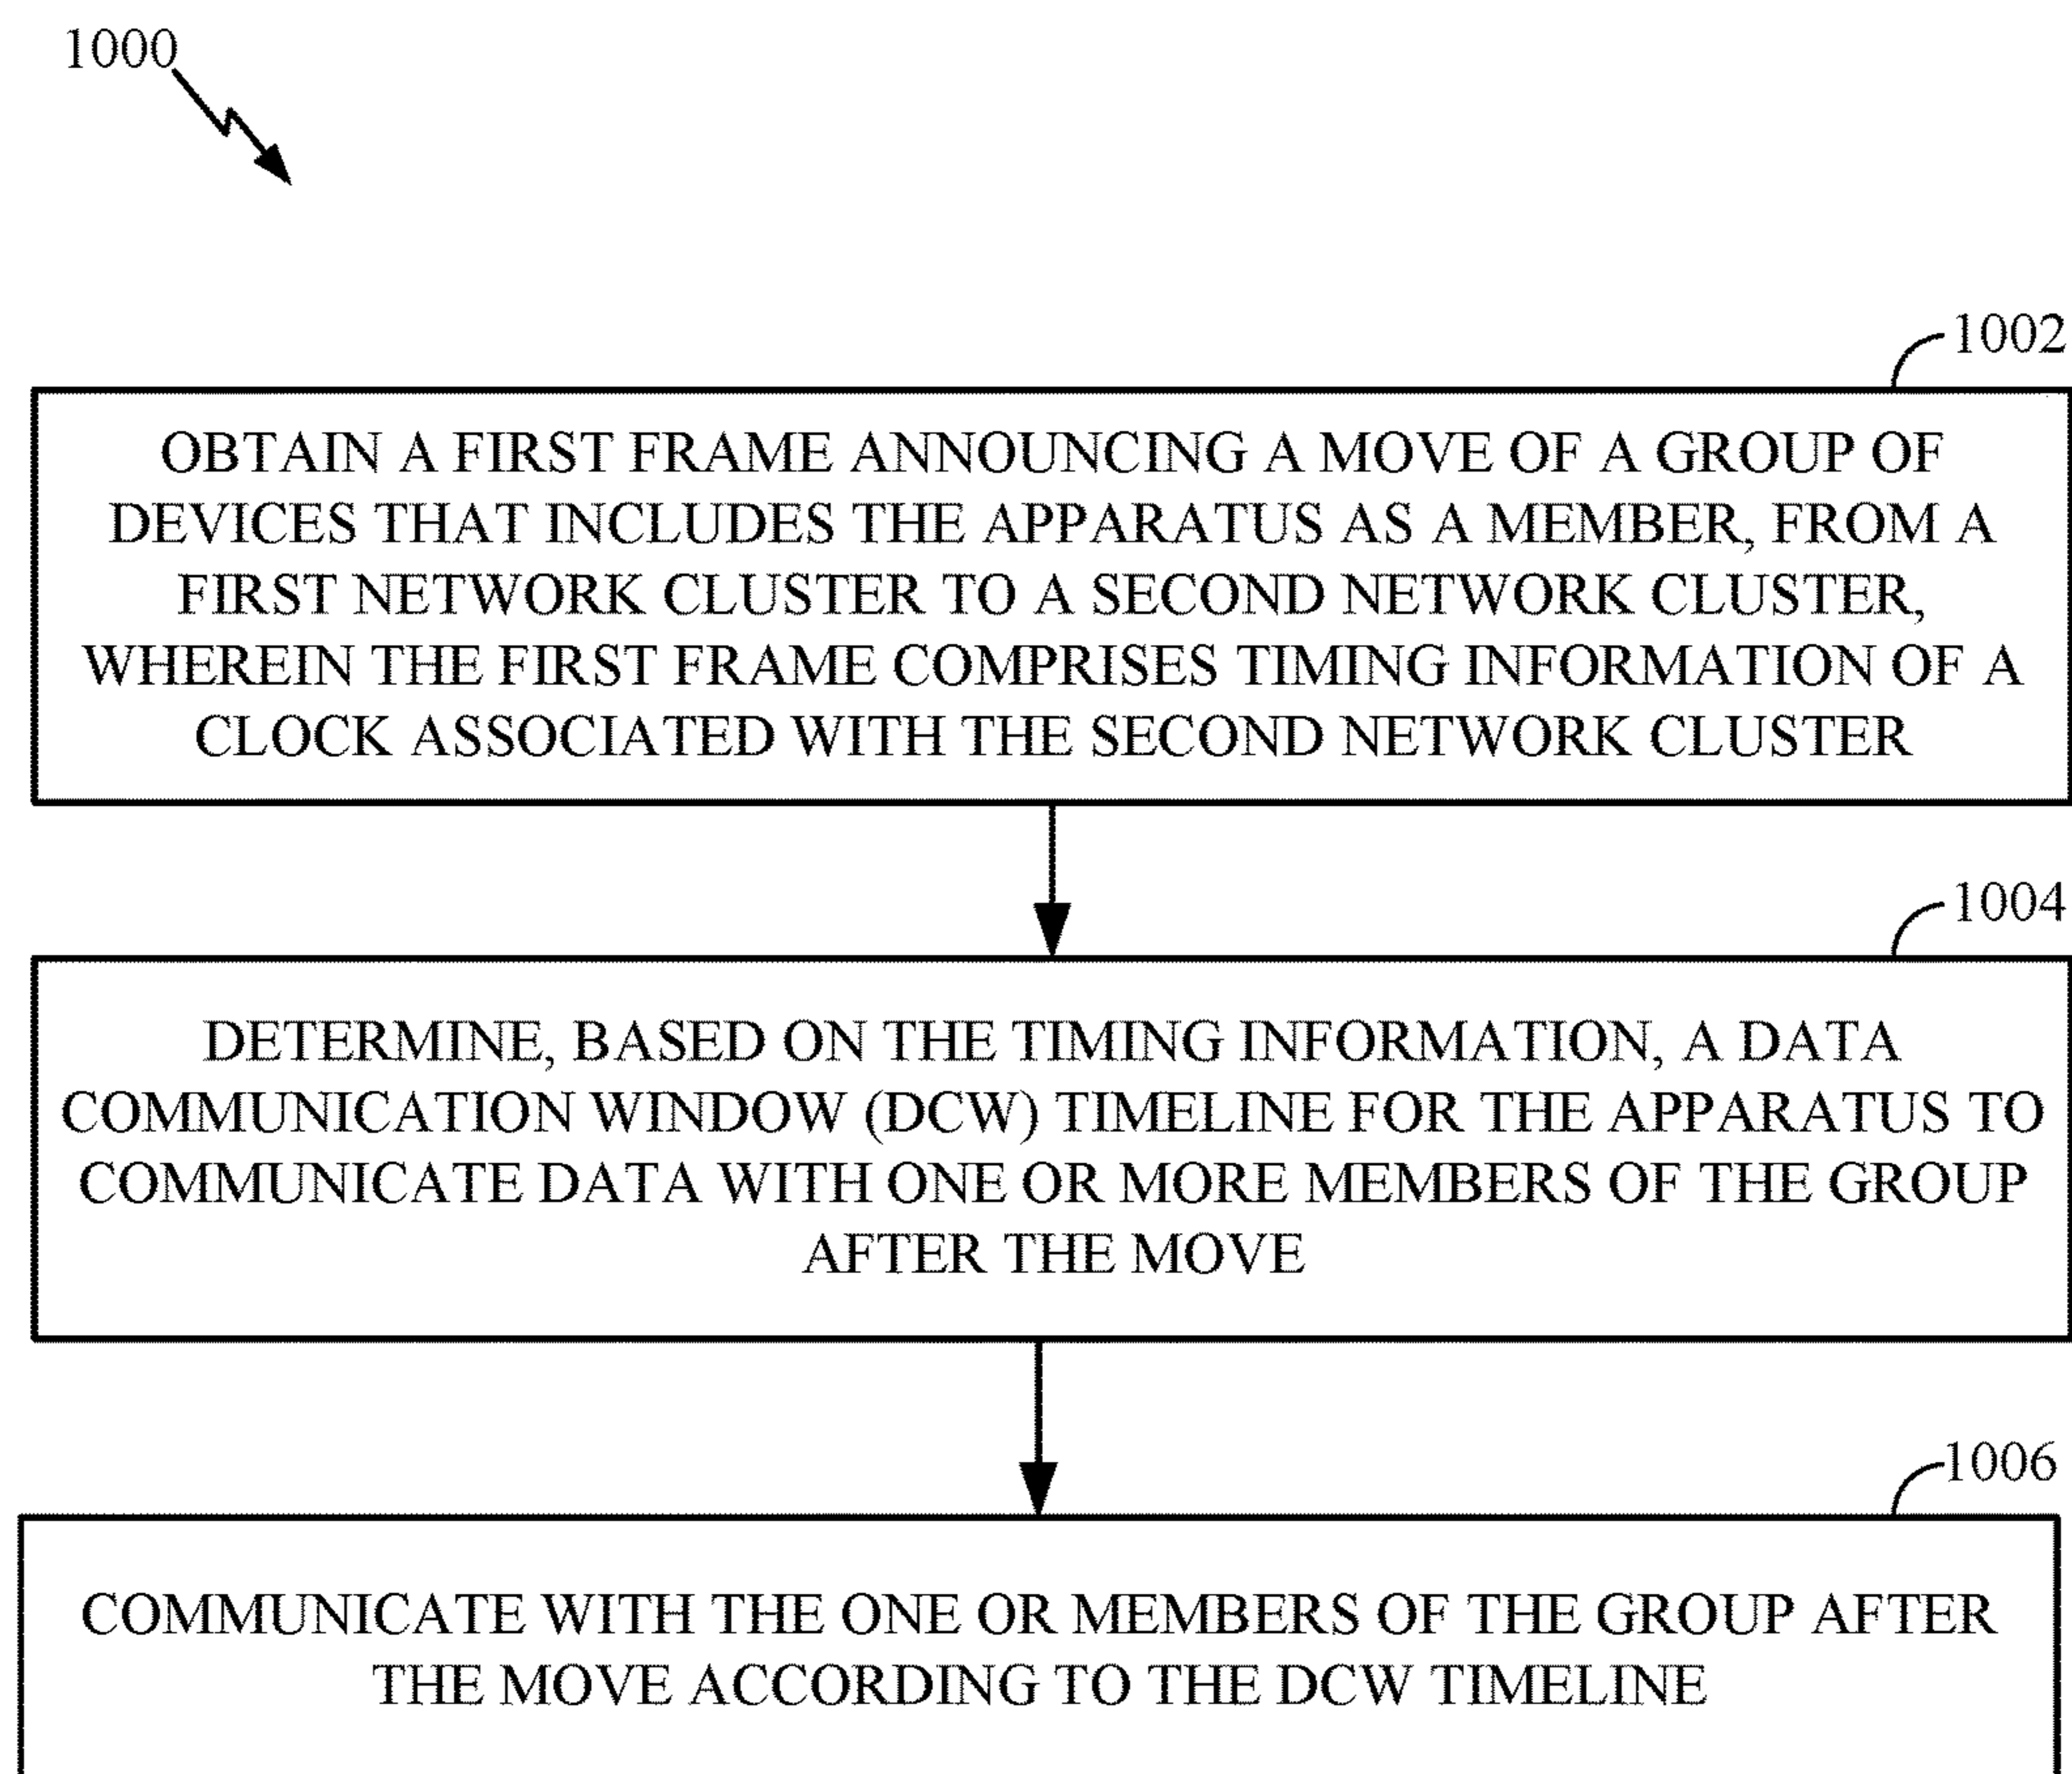 1000
1002
OBTAIN A FIRST FRAME ANNOUNCING A MOVE OF A GROUP OF
DEVICES THAT INCLUDES THE APPARATUS AS A MEMBER, FROM A
FIRST NETWORK CLUSTER TO A SECOND NETWORK CLUSTER,
WHEREIN THE FIRST FRAME COMPRISES TIMING INFORMATION OF A
CLOCK ASSOCIATED WITH THE SECOND NETWORK CLUSTER
1004
DETERMINE, BASED ON THE TIMING INFORMATION, A DATA
COMMUNICATION WINDOW (DCW) TIMELINE FOR THE APPARATUS TO
COMMUNICATE DATA WITH ONE OR MORE MEMBERS OF THE GROUP
AFTER THE MOVE
1006
COMMUNICATE WITH THE ONE OR MEMBERS OF THE GROUP AFTER
THE MOVE ACCORDING TO THE DCW TIMELINE